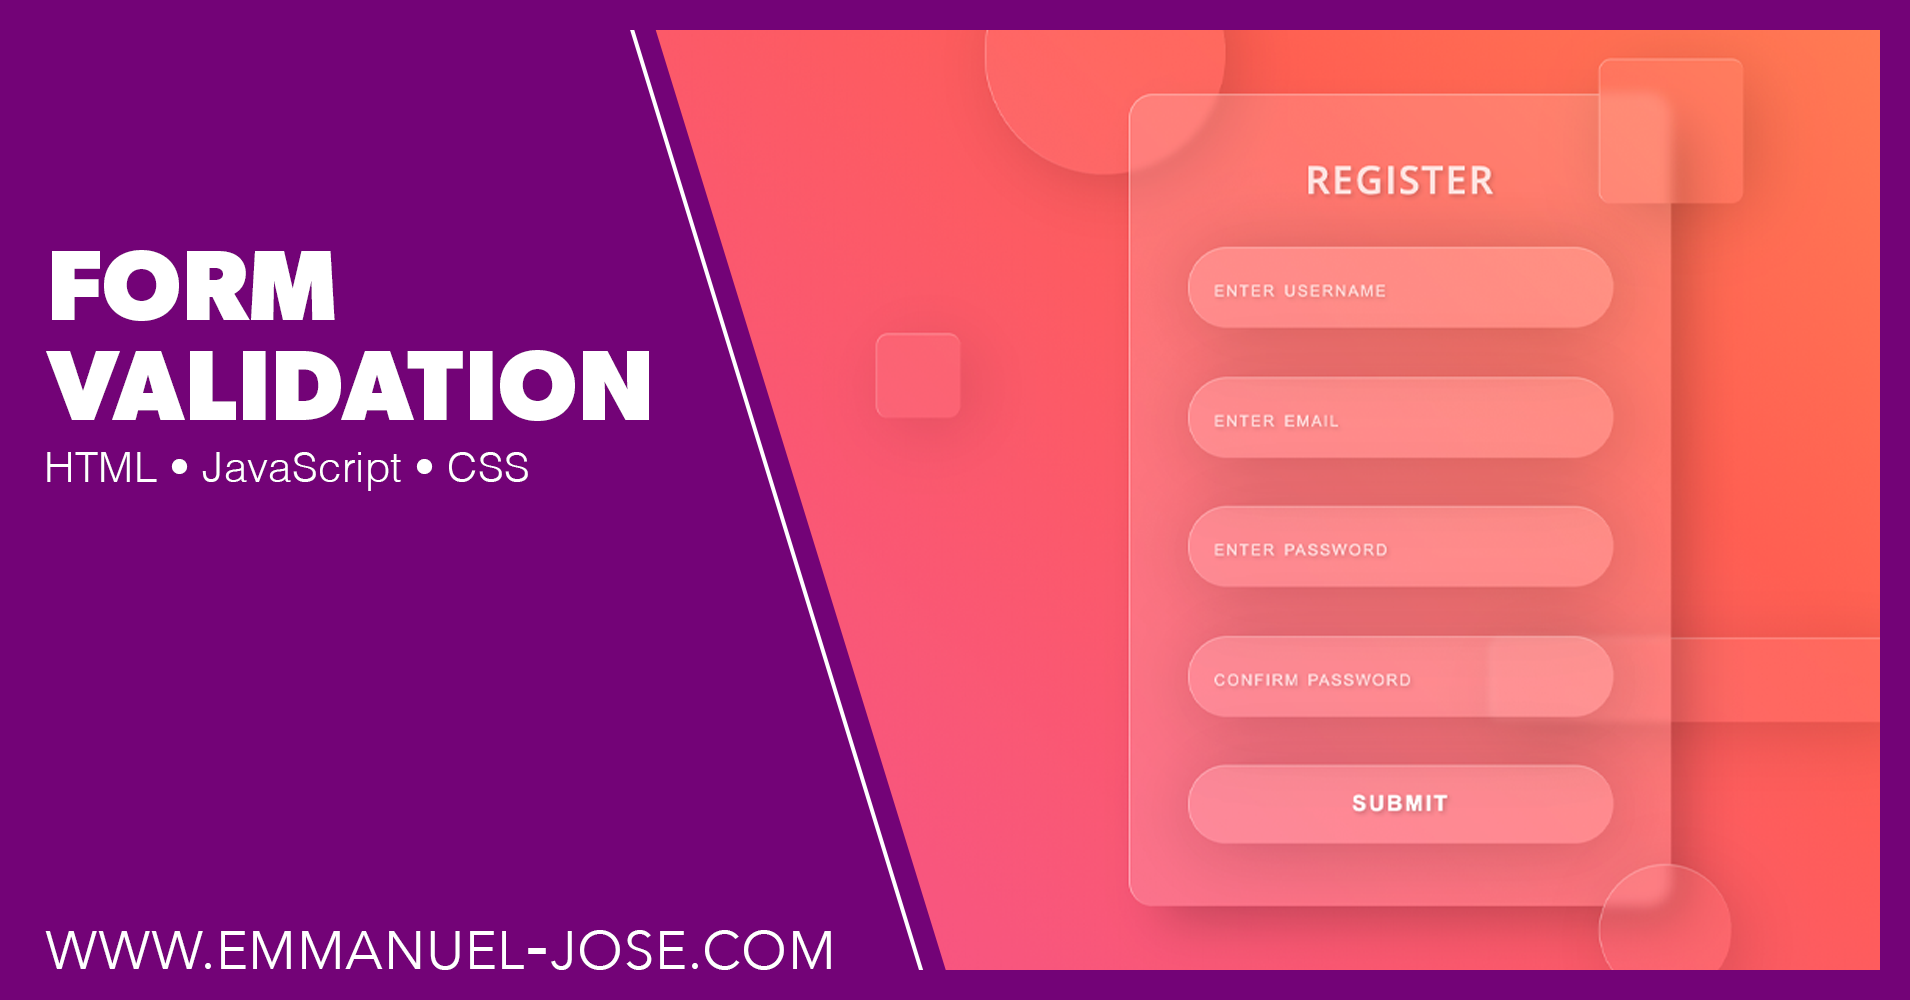 FORM
VALIDATION
HTML • JavaScript • CSS
WWW.EMMANUEL-JOSE.COM
REGISTER
ENTER USERNAME
ENTER EMAIL
ENTER PASSWORD
CONFIRM PASSWORD
SUBMIT